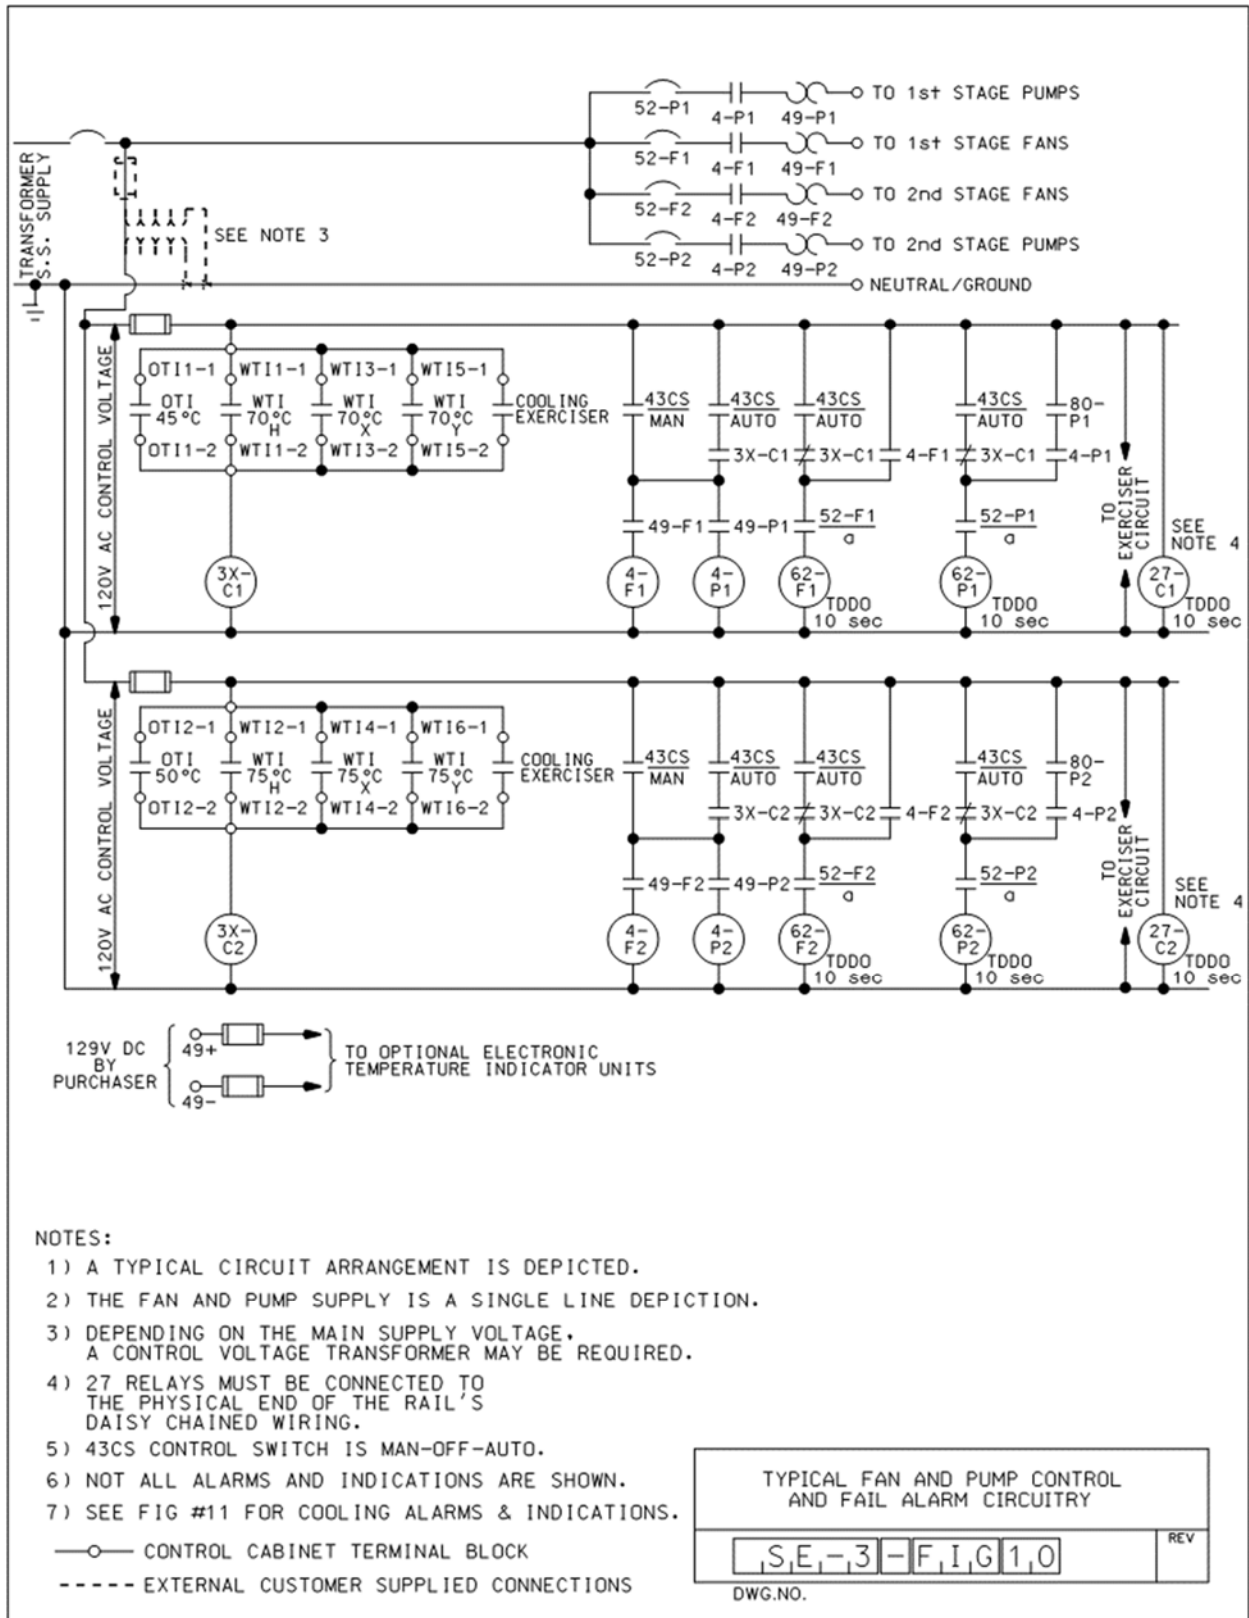 52-P1
4-P1
49-P1
TO 1st STAGE PUMPS
52-F1
4-F1
49-F1
TO 1st STAGE FANS
52-F2
4-F2
49-F2
TO 2nd STAGE FANS
52-P2
4-P2
49-P2
TO 2nd STAGE PUMPS
NEUTRAL/GROUND
TRANSFORMER
S.S. SUPPLY
SEE NOTE 3
120V AC CONTROL VOLTAGE
OTI1-1
WTI1-1
WTI3-1
WTI5-1
OTI
45°C
WTI
70°C
H
WTI
70°C
X
WTI
70°C
Y
COOLING
EXERCISER
OTI1-2
WTI1-2
WTI3-2
WTI5-2
43CS
MAN
43CS
AUTO
43CS
AUTO
43CS
AUTO
80-
P1
3X-C1
3X-C1
4-F1
3X-C1
4-P1
49-F1
49-P1
52-F1
a
52-P1
a
TO
EXERCISER
CIRCUIT
SEE
NOTE 4
3X-
C1
4-
F1
4-
P1
62-
F1
TDDO
10 sec
62-
P1
TDDO
10 sec
27-
C1
TDDO
10 sec
120V AC CONTROL VOLTAGE
OTI2-1
WTI2-1
WTI4-1
WTI6-1
OTI
50°C
WTI
75°C
H
WTI
75°C
X
WTI
75°C
Y
COOLING
EXERCISER
OTI2-2
WTI2-2
WTI4-2
WTI6-2
43CS
MAN
43CS
AUTO
43CS
AUTO
43CS
AUTO
80-
P2
3X-C2
3X-C2
4-F2
3X-C2
4-P2
49-F2
49-P2
52-F2
a
52-P2
a
TO
EXERCISER
CIRCUIT
SEE
NOTE 4
3X-
C2
4-
F2
4-
P2
62-
F2
TDDO
10 sec
62-
P2
TDDO
10 sec
27-
C2
TDDO
10 sec
129V DC
BY
PURCHASER
49+
49-
TO OPTIONAL ELECTRONIC
TEMPERATURE INDICATOR UNITS
NOTES:
1) A TYPICAL CIRCUIT ARRANGEMENT IS DEPICTED.
2) THE FAN AND PUMP SUPPLY IS A SINGLE LINE DEPICTION.
3) DEPENDING ON THE MAIN SUPPLY VOLTAGE,
A CONTROL VOLTAGE TRANSFORMER MAY BE REQUIRED.
4) 27 RELAYS MUST BE CONNECTED TO
THE PHYSICAL END OF THE RAIL'S
DAISY CHAINED WIRING.
5) 43CS CONTROL SWITCH IS MAN-OFF-AUTO.
6) NOT ALL ALARMS AND INDICATIONS ARE SHOWN.
7) SEE FIG #11 FOR COOLING ALARMS & INDICATIONS.
CONTROL CABINET TERMINAL BLOCK
EXTERNAL CUSTOMER SUPPLIED CONNECTIONS
TYPICAL FAN AND PUMP CONTROL
AND FAIL ALARM CIRCUITRY
SE-3-FIG10
REV
DWG.NO.